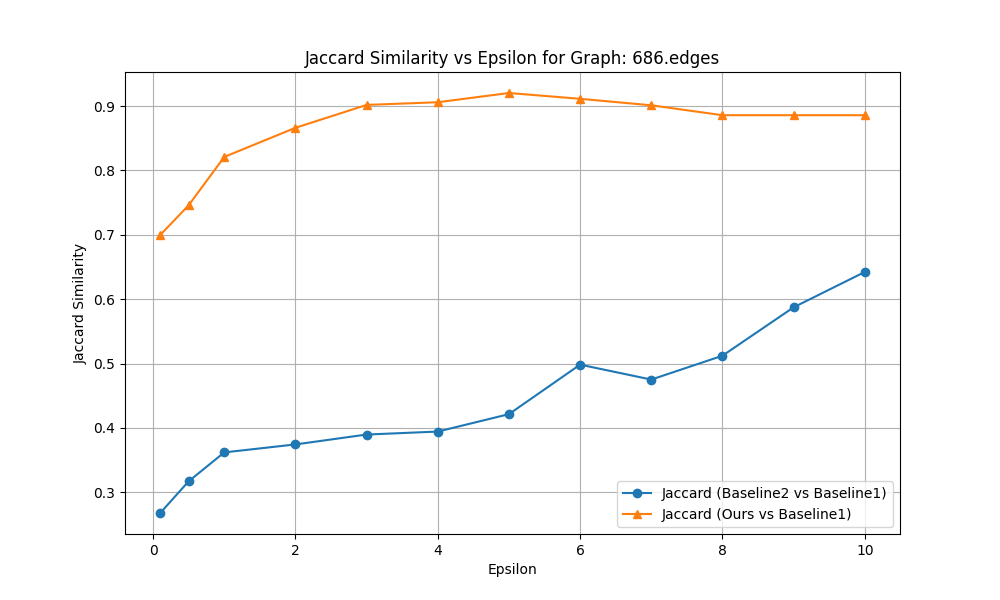 Jaccard Similarity vs Epsilon for Graph: 686.edges
Jaccard Similarity
0.9
0.8
0.7
0.6
0.5
0.4
0.3
Jaccard (Baseline2 vs Baseline1)
Jaccard (Ours vs Baseline1)
0 2 4 6 8 10
Epsilon